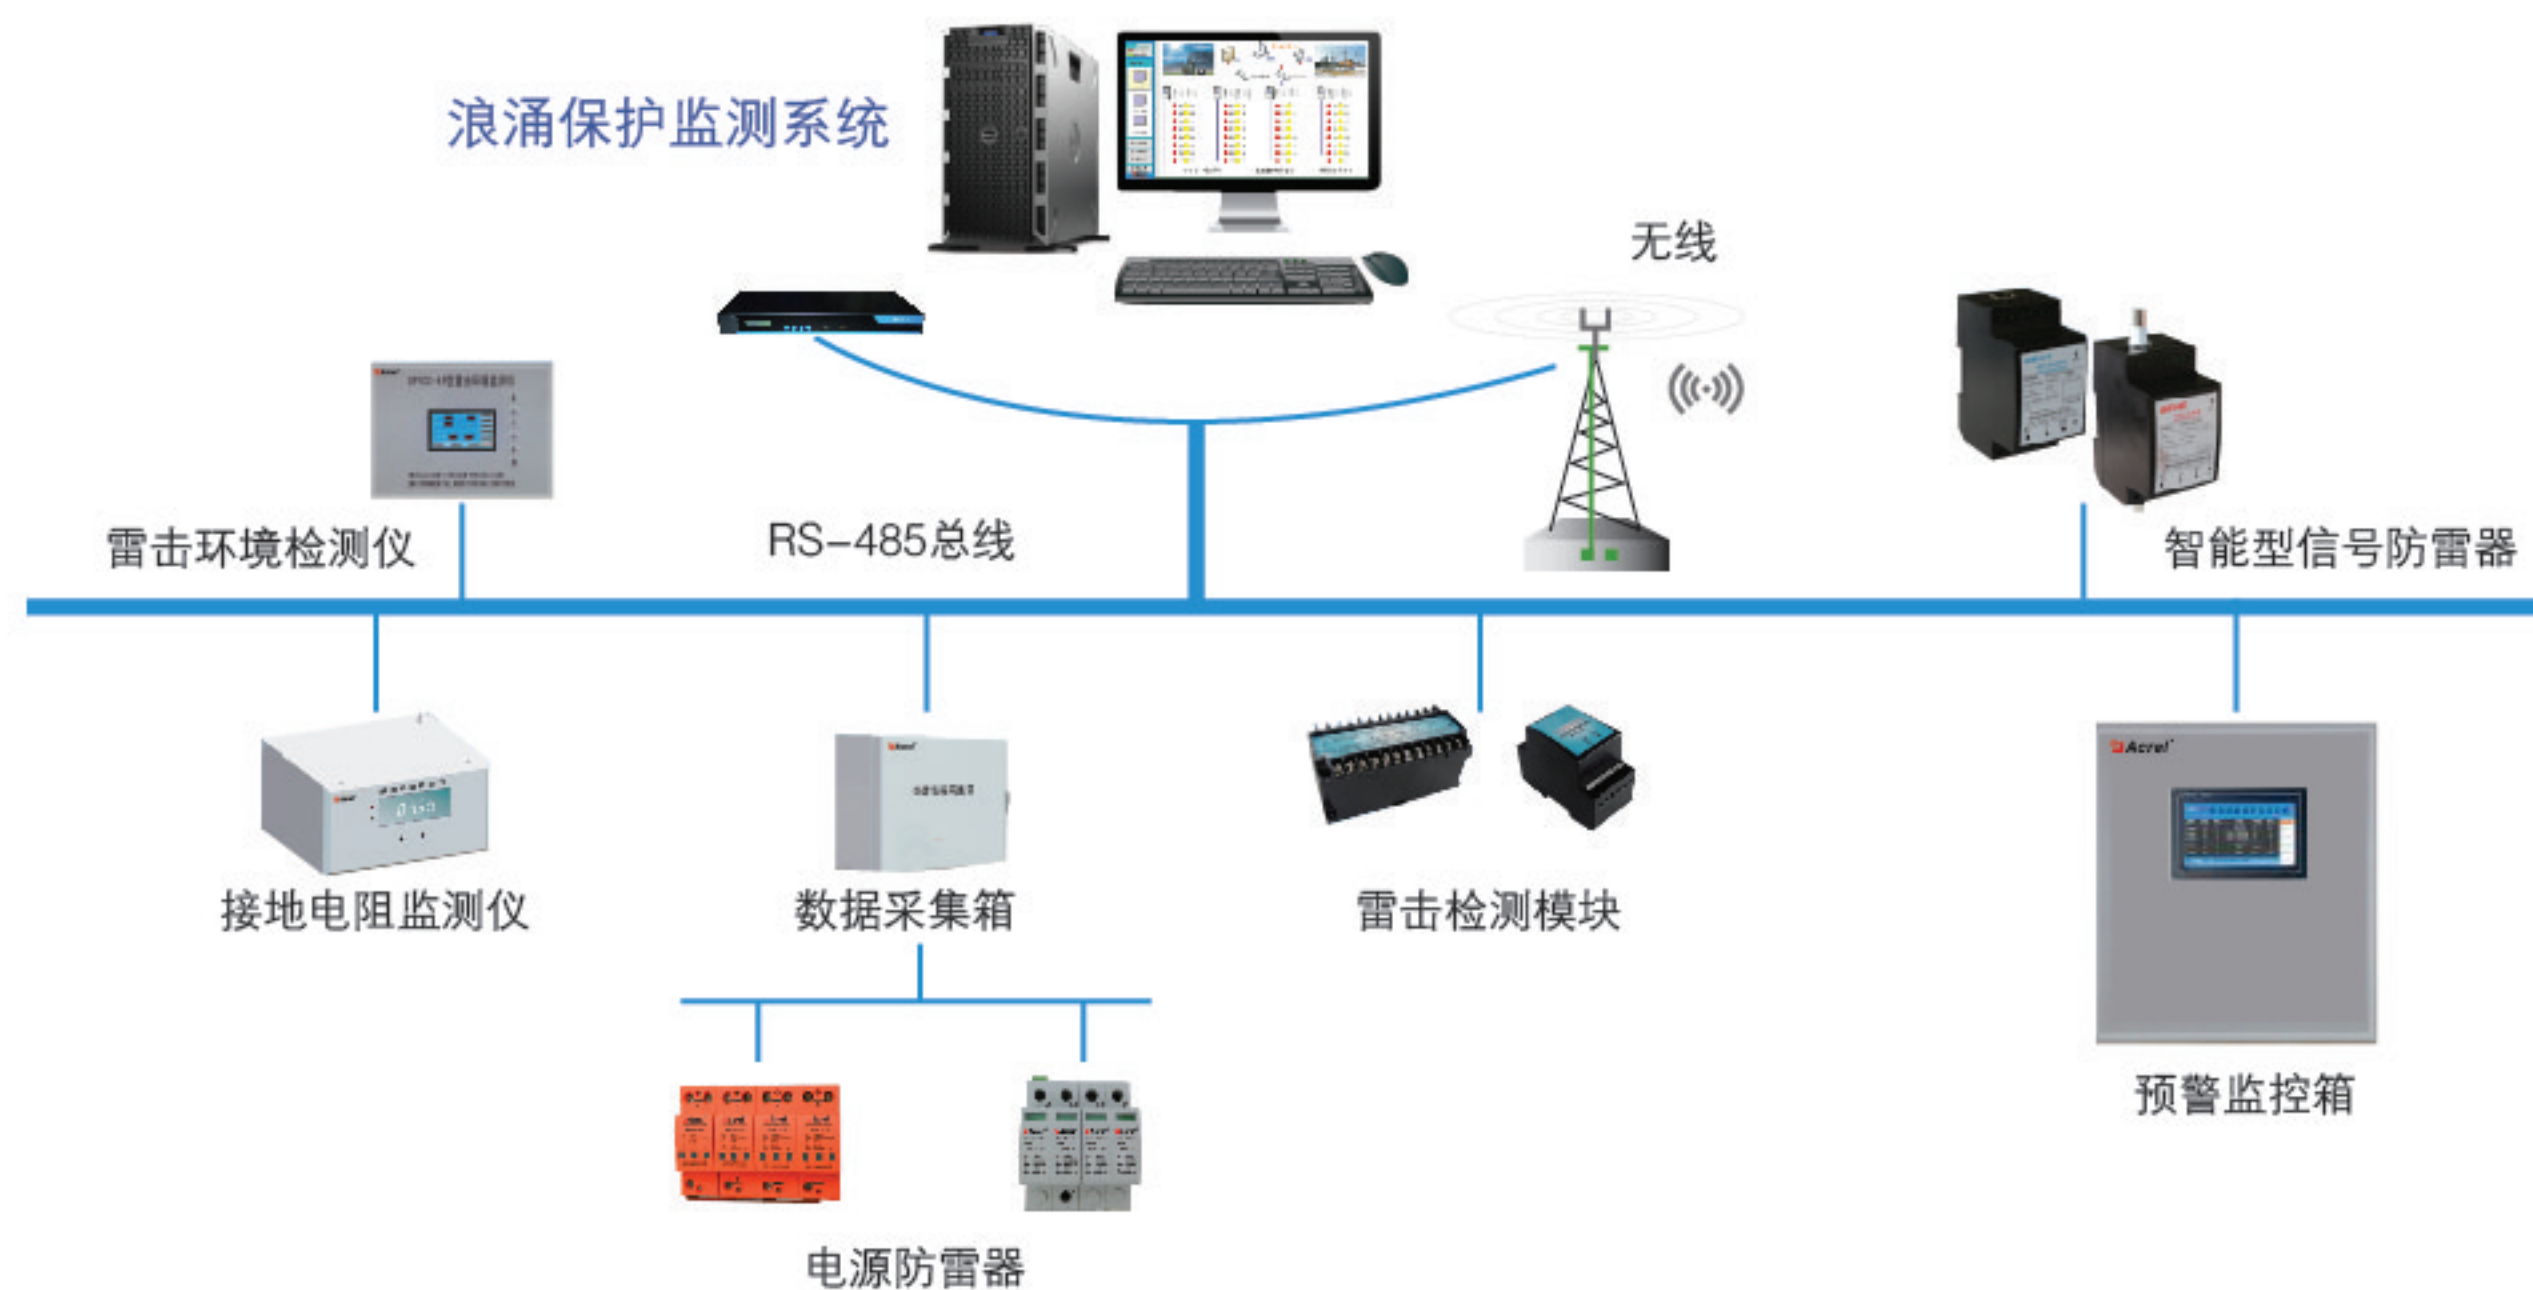 浪涌保护监测系统
无线
雷击环境检测仪
RS-485总线
智能型信号防雷器
Acrel
接地电阻监测仪
数据采集箱
雷击检测模块
预警监控箱
电源防雷器